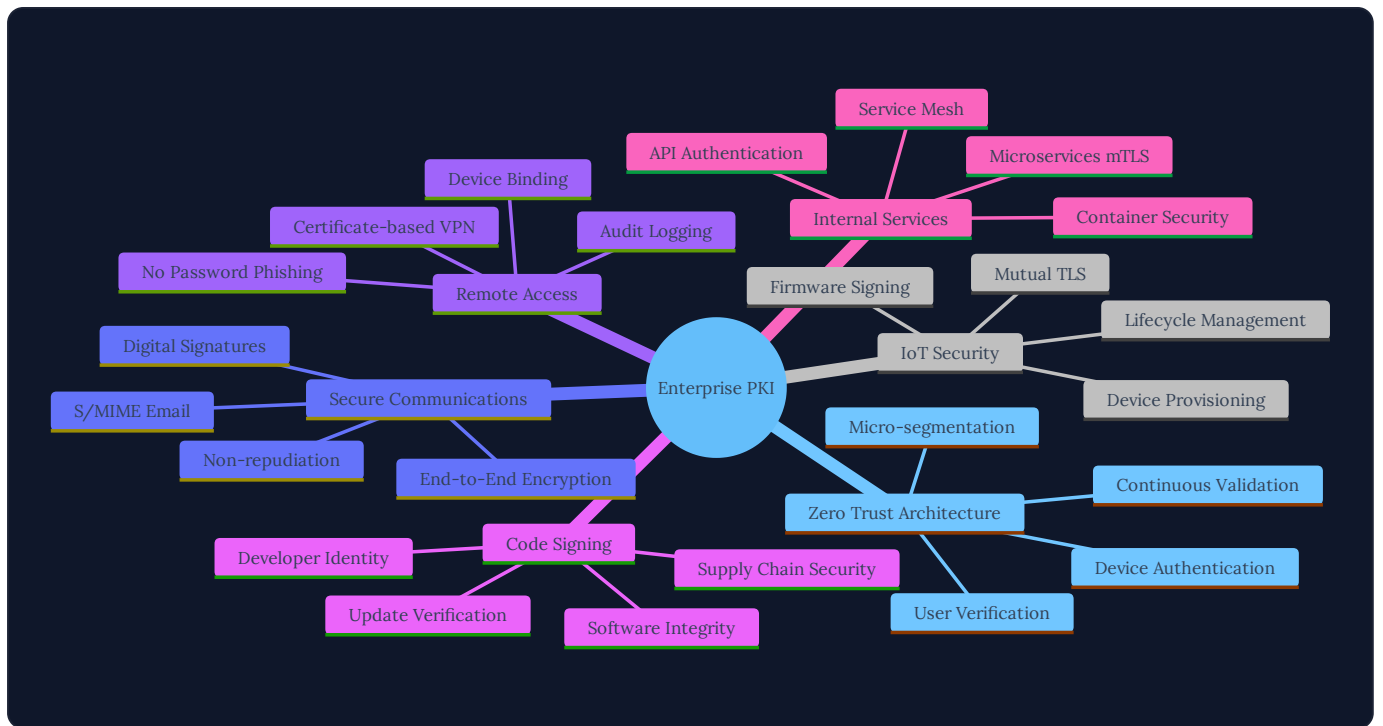 Service Mesh
API Authentication
Microservices mTLS
Device Binding
Internal Services
Container Security
Certificate-based VPN
Audit Logging
No Password Phishing
Remote Access
Firmware Signing
Mutual TLS
Lifecycle Management
Digital Signatures
IoT Security
Enterprise PKI
Secure Communications
Device Provisioning
S/MIME Email
Micro-segmentation
Non-repudiation
End-to-End Encryption
Continuous Validation
Zero Trust Architecture
Code Signing
Developer Identity
Supply Chain Security
Device Authentication
Update Verification
User Verification
Software Integrity